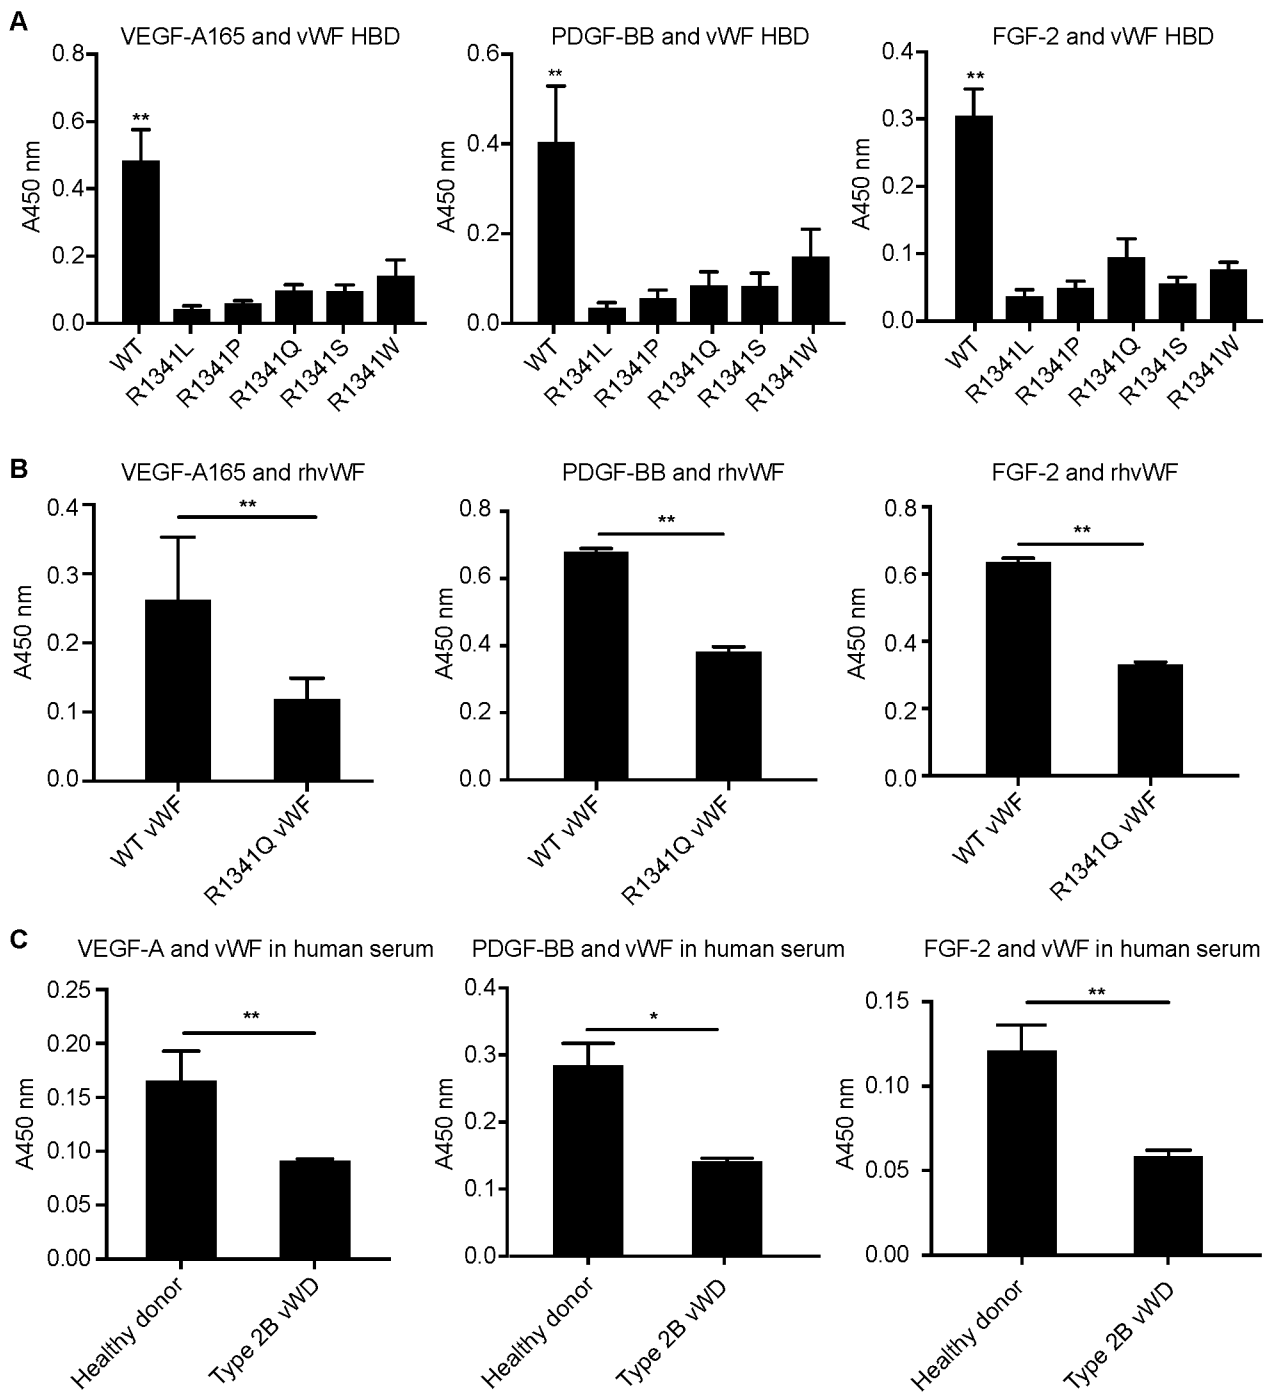 A
VEGF-A165 and vWF HBD
PDGF-BB and vWF HBD
FGF-2 and vWF HBD
A450 nm
0.8
0.6
0.4
0.2
0.0
**
WT
R1341L
R1341P
R1341Q
R1341S
R1341W
A450 nm
0.6
0.4
0.2
0.0
**
WT
R1341L
R1341P
R1341Q
R1341S
R1341W
A450 nm
0.4
0.3
0.2
0.1
0.0
**
WT
R1341L
R1341P
R1341Q
R1341S
R1341W
B
VEGF-A165 and rhvWF
PDGF-BB and rhvWF
FGF-2 and rhvWF
A450 nm
0.4
0.3
0.2
0.1
0.0
**
WT vWF
R1341Q vWF
A450 nm
0.8
0.6
0.4
0.2
0.0
**
WT vWF
R1341Q vWF
A450 nm
0.8
0.6
0.4
0.2
0.0
**
WT vWF
R1341Q vWF
C
VEGF-A and vWF in human serum
PDGF-BB and vWF in human serum
FGF-2 and vWF in human serum
A450 nm
0.25
0.20
0.15
0.10
0.05
0.00
**
Healthy donor
Type 2B vWD
A450 nm
0.4
0.3
0.2
0.1
0.0
*
Healthy donor
Type 2B vWD
A450 nm
0.15
0.10
0.05
0.00
**
Healthy donor
Type 2B vWD